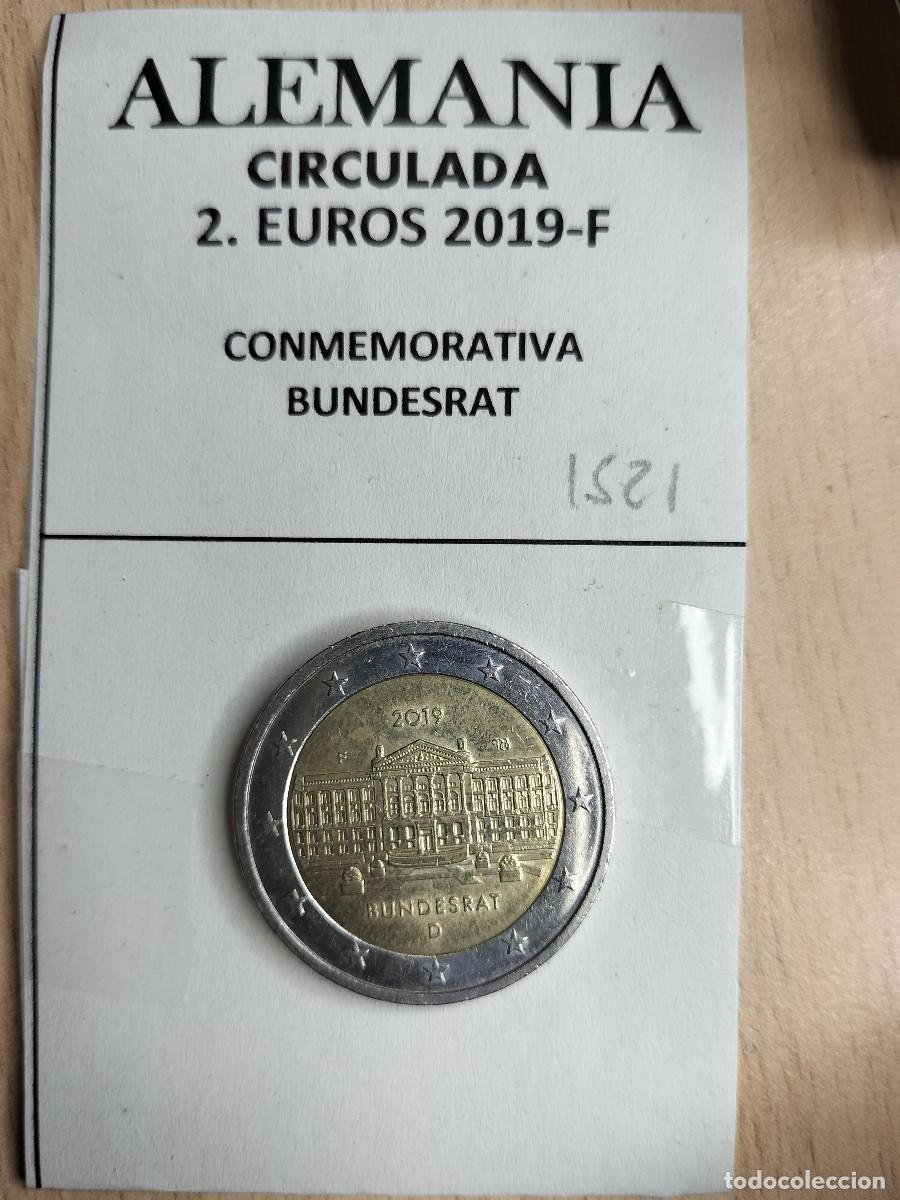 ALEMANIA
CIRCULADA
2. EUROS 2019-F
CONMEMORATIVA
BUNDESRAT
1521
2019
F
BUNDESRAT
D
todocoleccion